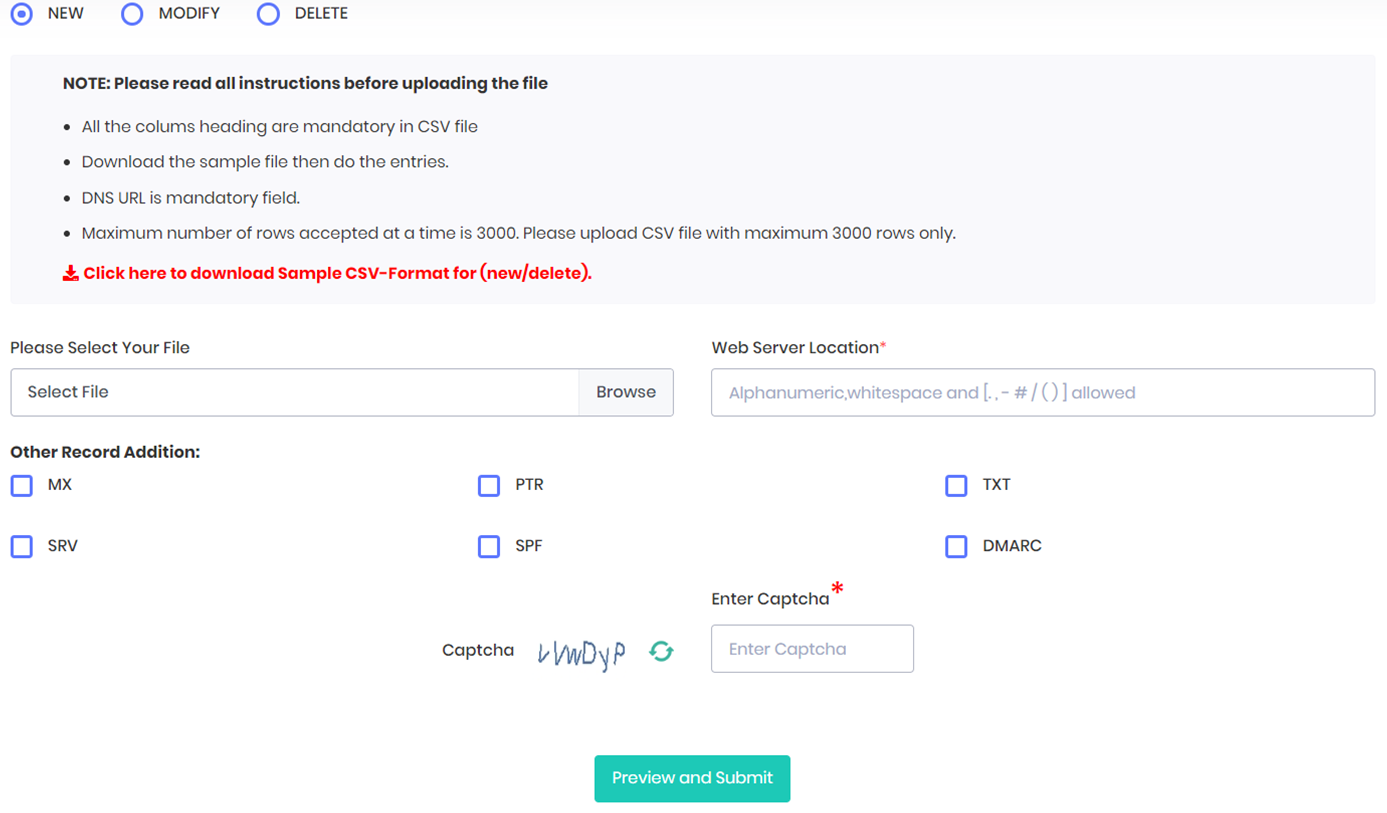 NEW MODIFY DELETE
NOTE: Please read all instructions before uploading the file
All the colums heading are mandatory in CSV file
Download the sample file then do the entries.
DNS URL is mandatory field.
Maximum number of rows accepted at a time is 3000. Please upload CSV file with maximum 3000 rows only.
Click here to download Sample CSV-Format for (new/delete).
Please Select Your File
Web Server Location*
Select File Browse
Alphanumeric,whitespace and [. , - # / ( ) ] allowed
Other Record Addition:
MX PTR TXT
SRV SPF DMARC
Enter Captcha*
Captcha
Enter Captcha
Preview and Submit